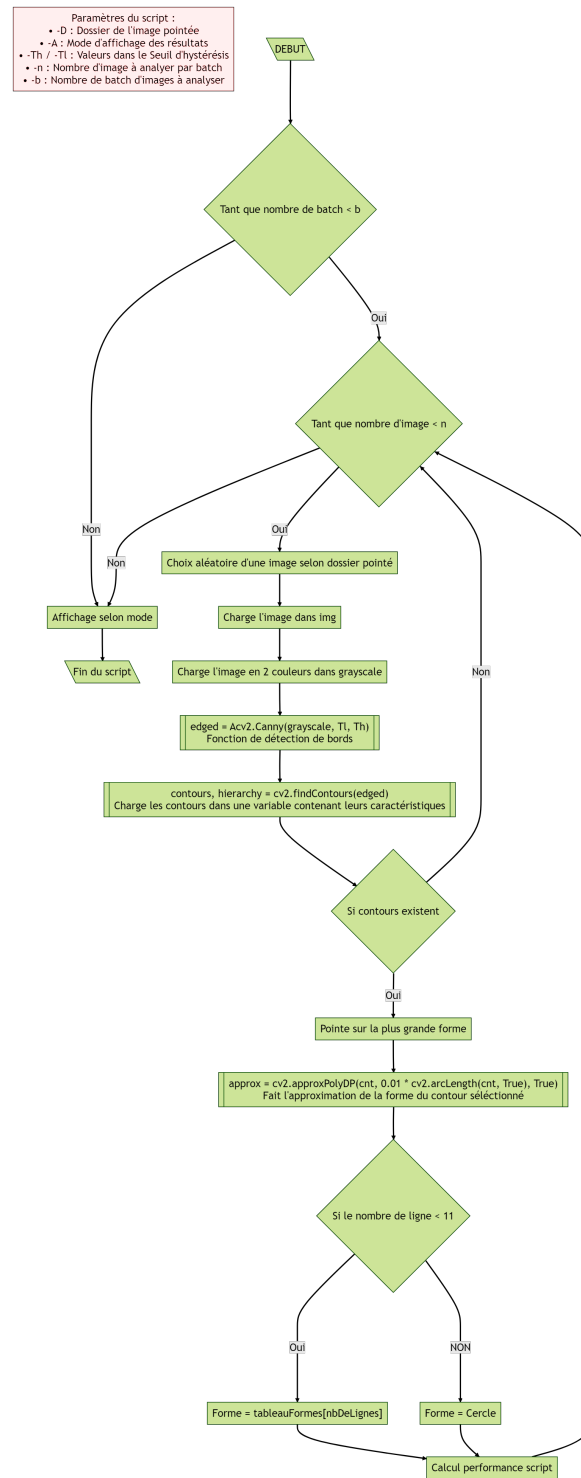 Paramètres du script :
• -D : Dossier de l'image pointée
• -A : Mode d'affichage des résultats
• -Th / -Tl : Valeurs dans le Seuil d'hystérésis
• -n : Nombre d'image à analyer par batch
• -b : Nombre de batch d'images à analyser
DEBUT
Tant que nombre de batch < b
Oui
Tant que nombre d'image < n
Non
Oui
Non
Choix aléatoire d'une image selon dossier pointé
Affichage selon mode
Charge l'image dans img
Fin du script
Charge l'image en 2 couleurs dans grayscale
Non
edged = Acv2.Canny(grayscale, Tl, Th)
Fonction de détection de bords
contours, hierarchy = cv2.findContours(edged)
Charge les contours dans une variable contenant leurs caractéristiques
Si contours existent
Oui
Pointe sur la plus grande forme
approx = cv2.approxPolyDP(cnt, 0.01 * cv2.arcLength(cnt, True), True)
Fait l'approximation de la forme du contour séléctionné
Si le nombre de ligne < 11
Oui
NON
Forme = tableauFormes[nbDeLignes]
Forme = Cercle
Calcul performance script